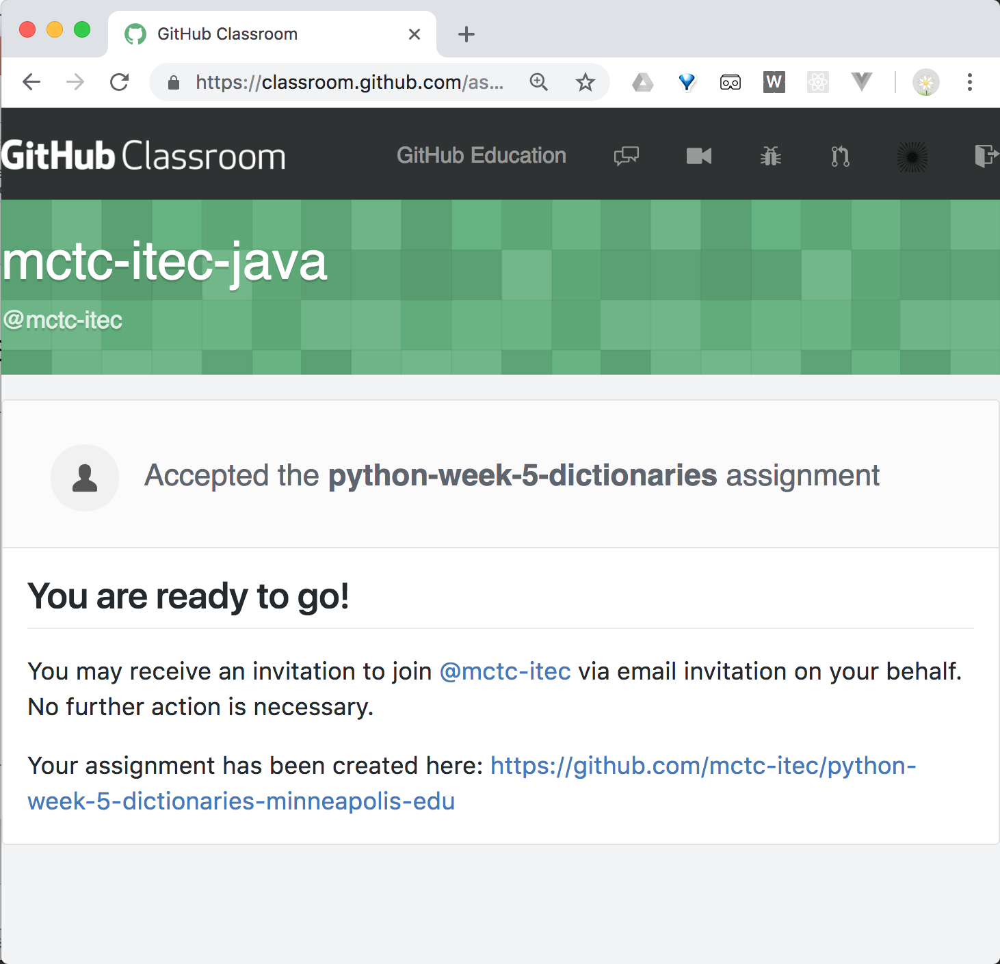 GitHub Classroom
https://classroom.github.com/as...
W
GitHub Classroom
GitHub Education
mctc-itec-java
@mctc-itec
Accepted the python-week-5-dictionaries assignment
You are ready to go!
You may receive an invitation to join @mctc-itec via email invitation on your behalf.
No further action is necessary.
Your assignment has been created here: https://github.com/mctc-itec/python-
week-5-dictionaries-minneapolis-edu